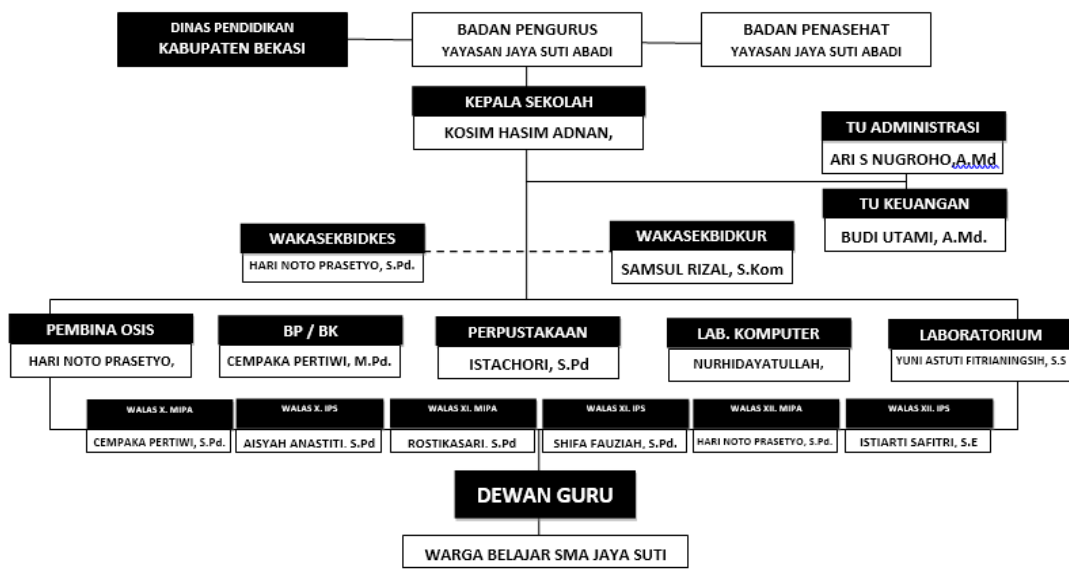 DINAS PENDIDIKAN
KABUPATEN BEKASI
BADAN PENGURUS
YAYASAN JAYA SUTI ABADI
BADAN PENASEHAT
YAYASAN JAYA SUTI ABADI
KEPALA SEKOLAH
KOSIM HASIM ADNAN,
TU ADMINISTRASI
ARI S NUGROHO,A,Md
TU KEUANGAN
BUDI UTAMI, A.Md.
WAKASEKBIDKES
HARI NOTO PRASETYO, S.Pd.
WAKASEKBIDKUR
SAMSUL RIZAL, S.Kom
PEMBINA OSIS
HARI NOTO PRASETYO,
BP / BK
CEMPAKA PERTIWI, M.Pd.
PERPUSTAKAAN
ISTACHORI, S.Pd
LAB. KOMPUTER
NURHIDAYATULLAH,
LABORATORIUM
YUNI ASTUTI FITRIANINGSIH, S.S
WALAS X. MIPA
CEMPAKA PERTIWI, S.Pd.
WALAS X. IPS
AISYAH ANASTITI. S.Pd
WALAS XI. MIPA
ROSTIKASARI. S.Pd
WALAS XI. IPS
SHIFA FAUZIAH, S.Pd.
WALAS XII. MIPA
HARI NOTO PRASETYO, S.Pd.
WALAS XII. IPS
ISTIARTI SAFITRI, S.E
DEWAN GURU
WARGA BELAJAR SMA JAYA SUTI